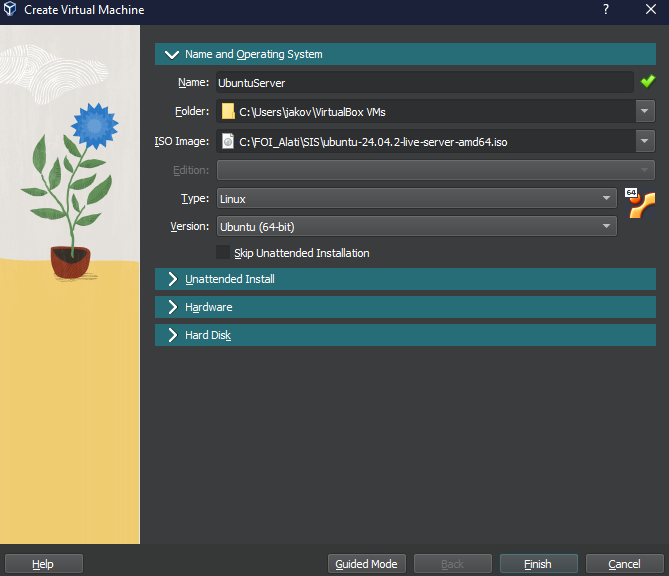 Create Virtual Machine
?
Name and Operating System
Name: UbuntuServer
Folder: C:\Users\jakov\VirtualBox VMs
ISO Image: C:\FOI_Alati\SIS\ubuntu-24.04.2-live-server-amd64.iso
Edition:
Type: Linux
64
Version: Ubuntu (64-bit)
Skip Unattended Installation
Unattended Install
Hardware
Hard Disk
Help Guided Mode Back Finish Cancel